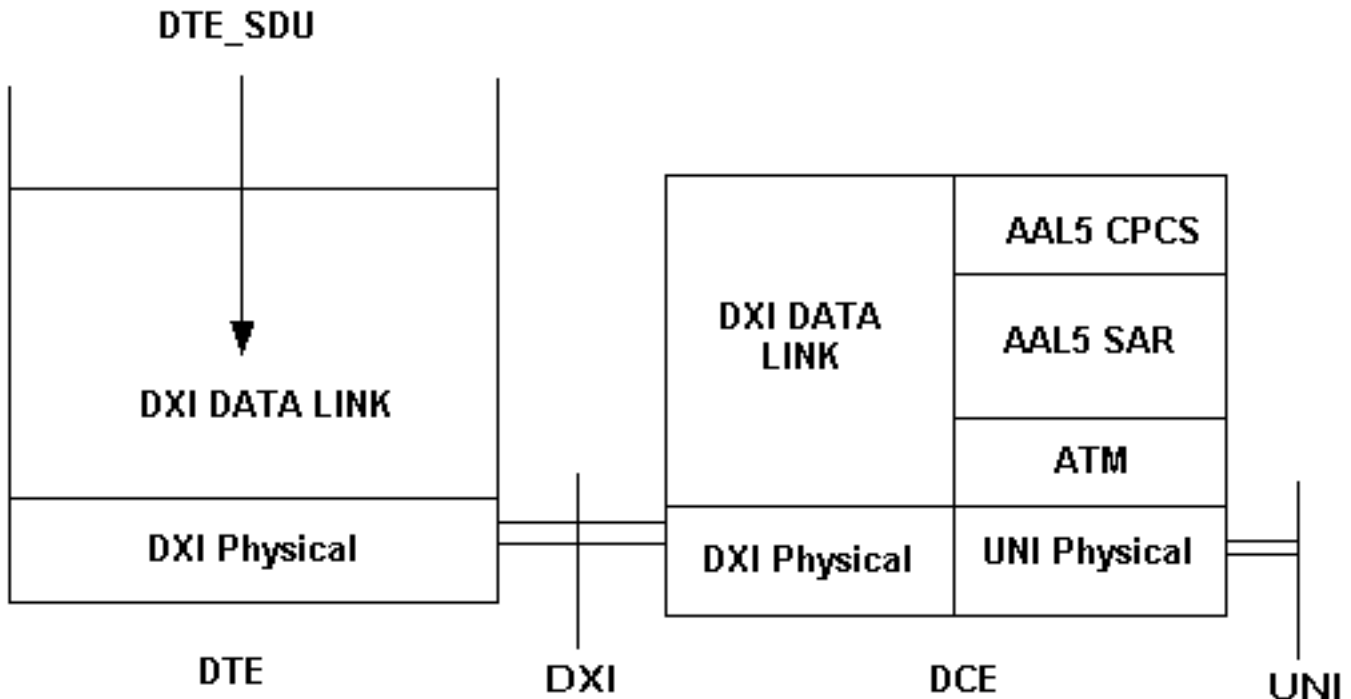 DTE_SDU
DXI DATA LINK
DXI Physical
DTE
DXI
DXI DATA
LINK
DXI Physical
AAL5 CPCS
AAL5 SAR
ATM
UNI Physical
DCE
UNI